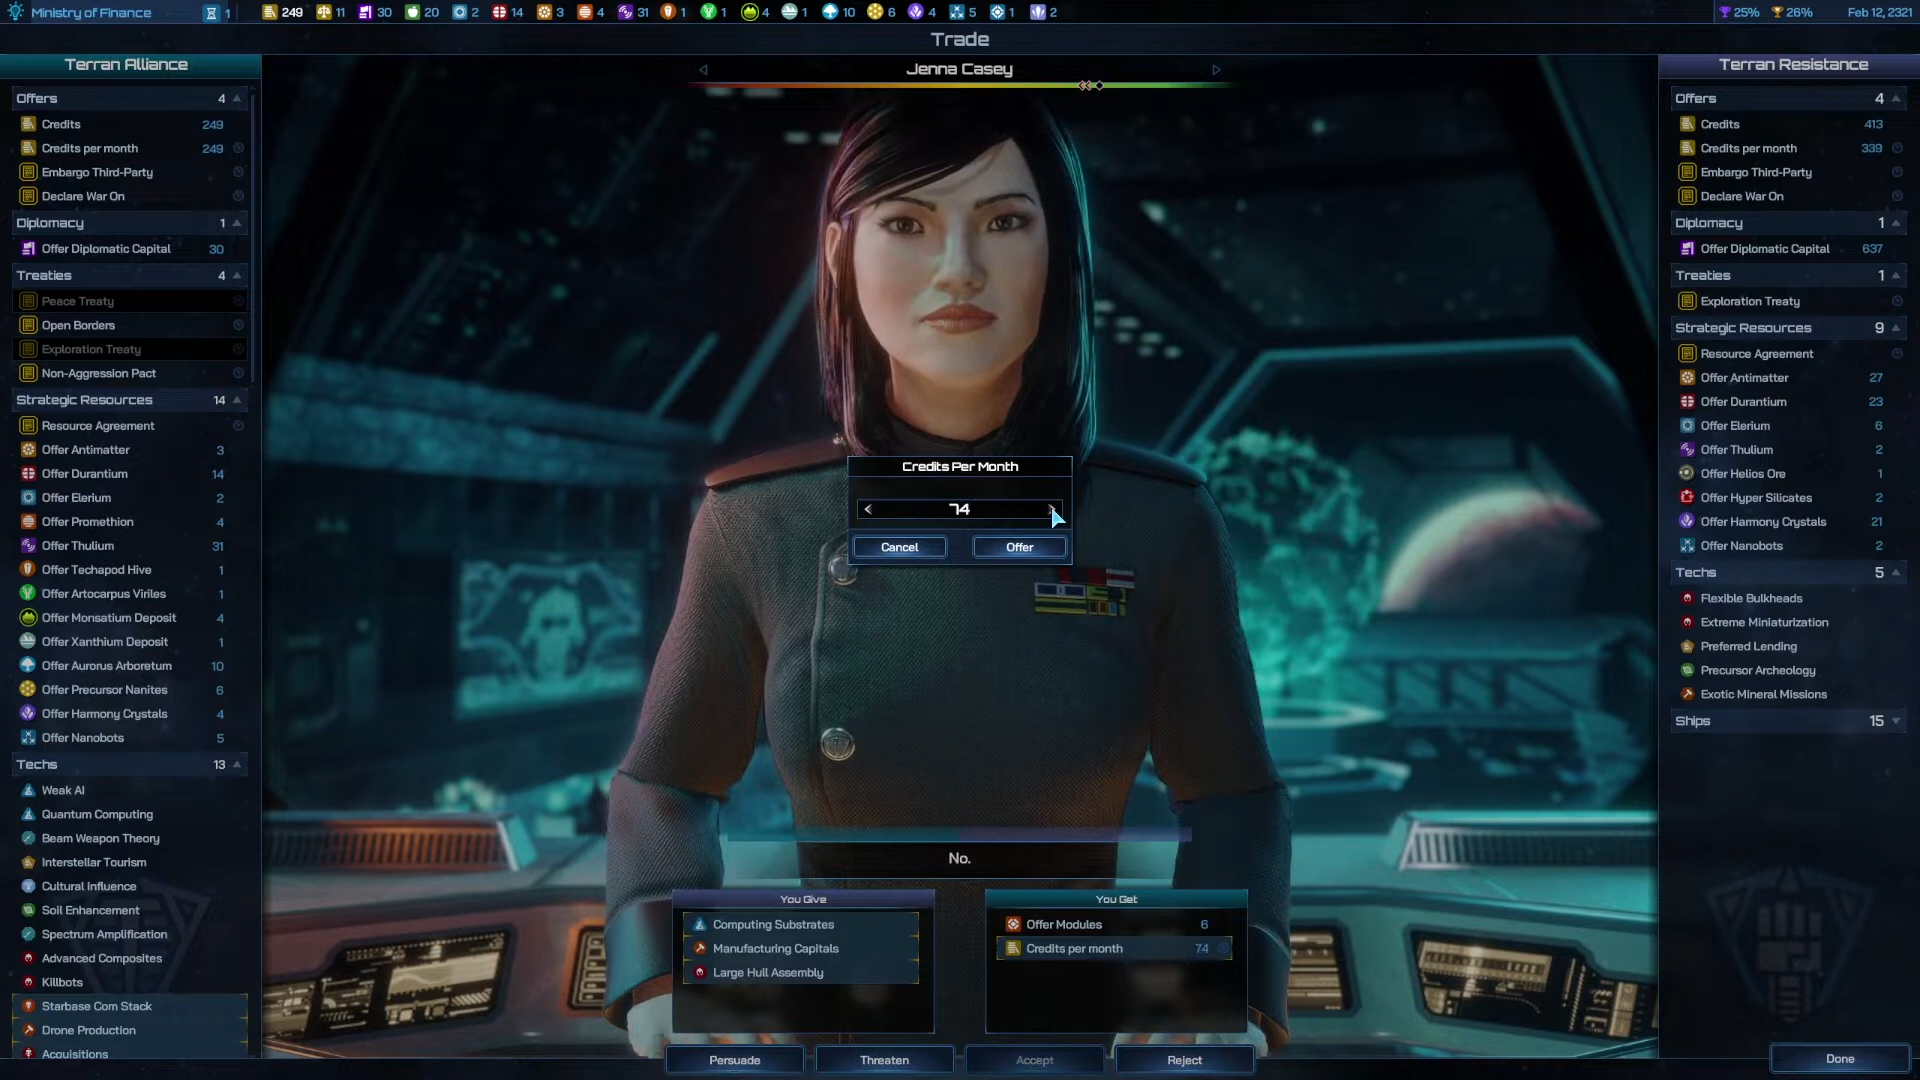 Ministry of Finance 1 249 11 30 20 2 14 3 4 31 1 1 4 1 10 6 4 5 1 2 25% 26% Feb 12, 2321
Trade
Terran Alliance
Offers 4
Credits 249
Credits per month 249
Embargo Third-Party
Declare War On
Diplomacy 1
Offer Diplomatic Capital 30
Treaties 4
Peace Treaty
Open Borders
Exploration Treaty
Non-Aggression Pact
Strategic Resources 14
Resource Agreement
Offer Antimatter 3
Offer Durantium 14
Offer Elerium 2
Offer Promethion 4
Offer Thulium 31
Offer Techapod Hive 1
Offer Artocarpus Viriles 1
Offer Monsatium Deposit 4
Offer Xanthium Deposit 1
Offer Aurorus Arboretum 10
Offer Precursor Nanites 6
Offer Harmony Crystals 4
Offer Nanobots 5
Techs 13
Weak AI
Quantum Computing
Beam Weapon Theory
Interstellar Tourism
Cultural Influence
Soil Enhancement
Spectrum Amplification
Advanced Composites
Killbots
Starbase Com Stack
Drone Production
Acquisitions
Jenna Casey
Credits Per Month
74
Cancel Offer
No.
You Give
Computing Substrates
Manufacturing Capitals
Large Hull Assembly
You Get
Offer Modules 6
Credits per month 74
Persuade Threaten Accept Reject
Terran Resistance
Offers 4
Credits 413
Credits per month 339
Embargo Third-Party
Declare War On
Diplomacy 1
Offer Diplomatic Capital 637
Treaties 1
Exploration Treaty
Strategic Resources 9
Resource Agreement
Offer Antimatter 27
Offer Durantium 23
Offer Elerium 6
Offer Thulium 2
Offer Helios Ore 1
Offer Hyper Silicates 2
Offer Harmony Crystals 21
Offer Nanobots 2
Techs 5
Flexible Bulkheads
Extreme Miniaturization
Preferred Lending
Precursor Archeology
Exotic Mineral Missions
Ships 15
Done